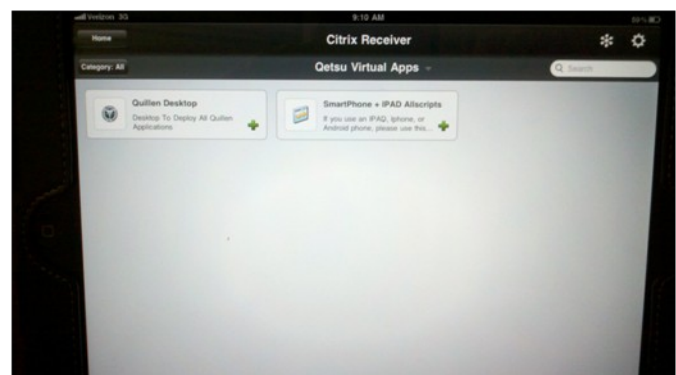 Verizon 3G
9:10 AM
89%
Home
Citrix Receiver
Category: All
Qetsu Virtual Apps
Search
Quillen Desktop
Desktop To Deploy All Quillen
Applications
SmartPhone + IPAD Allscripts
If you use an IPAD, Iphone, or
Android phone, please use this...